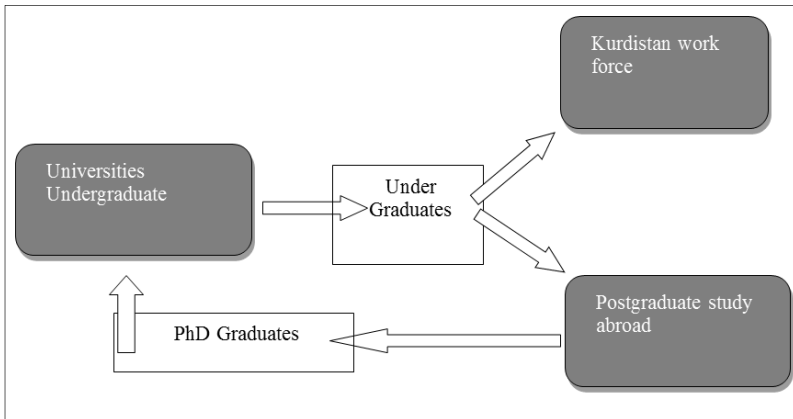 Kurdistan work
force
Universities
Undergraduate
Under
Graduates
Postgraduate study
abroad
PhD Graduates